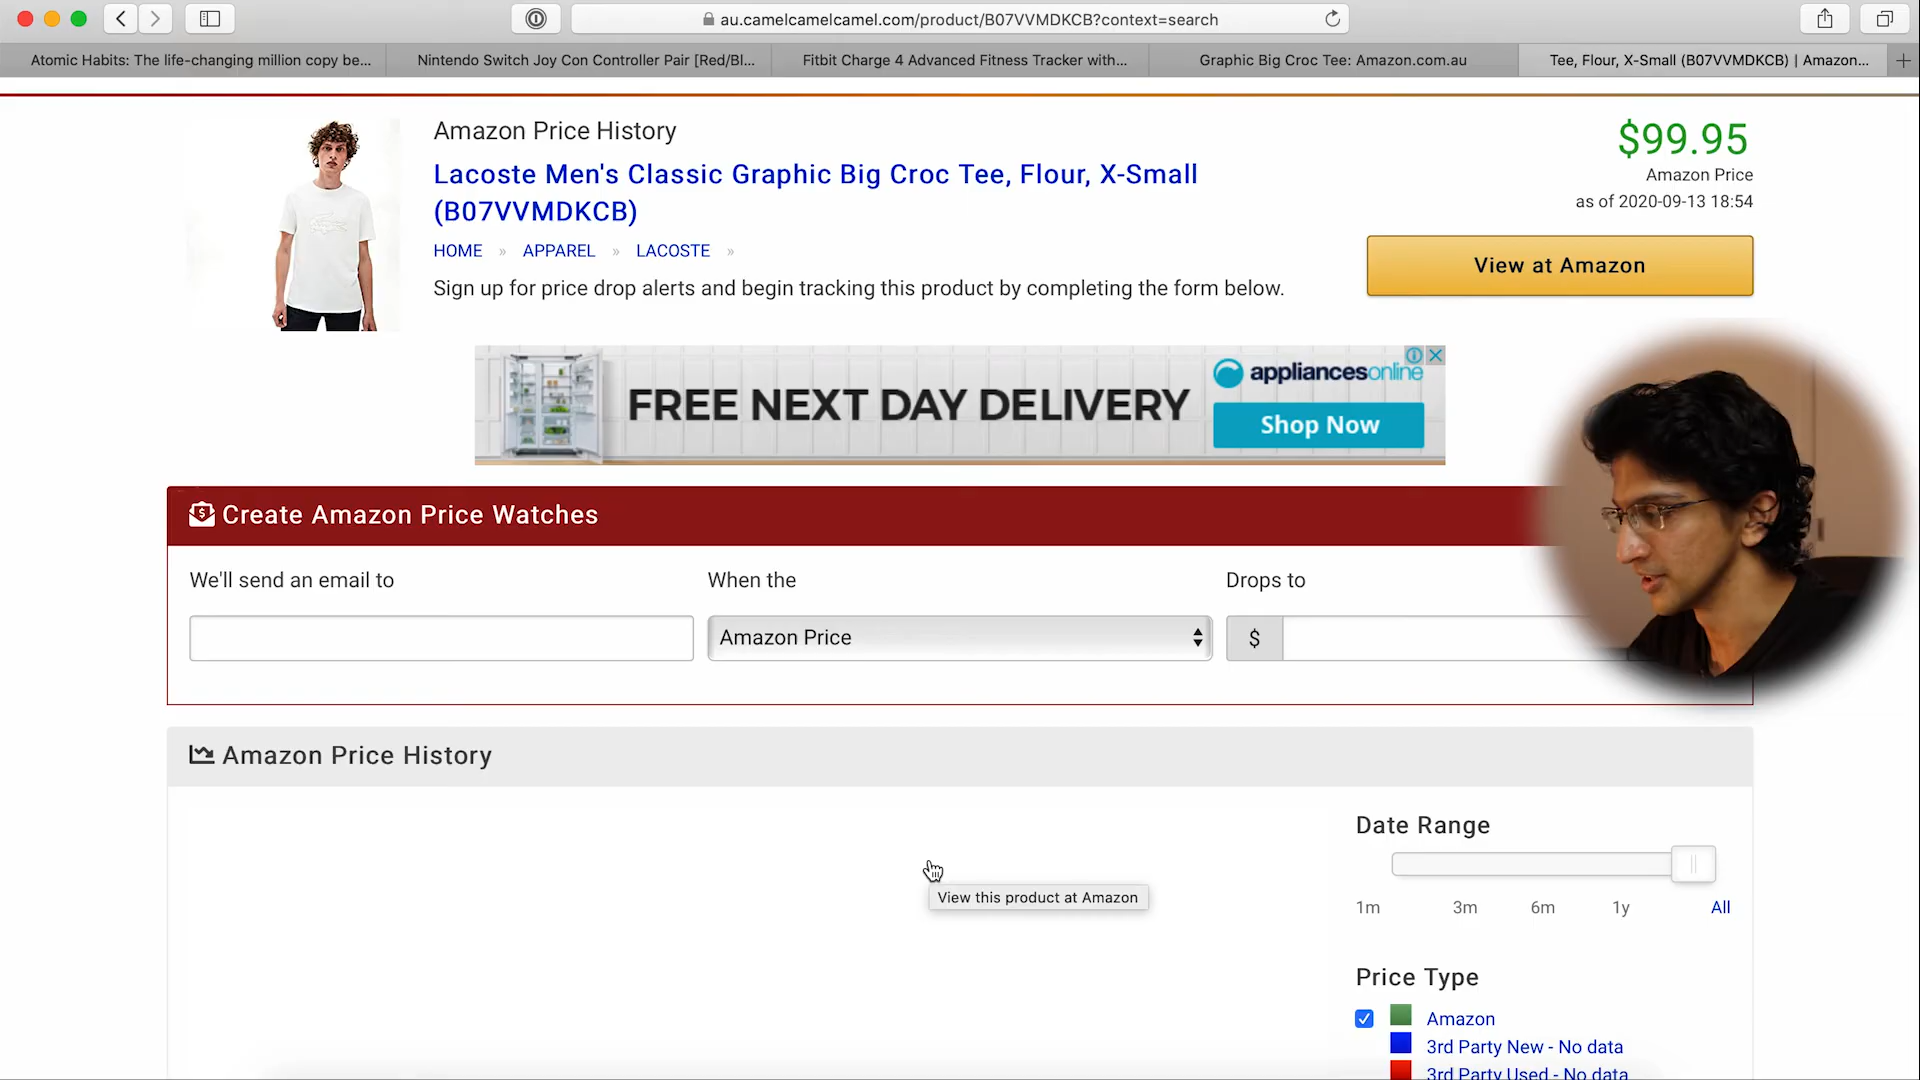 au.camelcamelcamel.com/product/B07VVMDKCB?context=search
Atomic Habits: The life-changing million copy be...
Nintendo Switch Joy Con Controller Pair [Red/Bl...
Fitbit Charge 4 Advanced Fitness Tracker with...
Graphic Big Croc Tee: Amazon.com.au
Tee, Flour, X-Small (B07VVMDKCB) | Amazon...
Amazon Price History
Lacoste Men's Classic Graphic Big Croc Tee, Flour, X-Small
(B07VVMDKCB)
HOME » APPAREL » LACOSTE »
Sign up for price drop alerts and begin tracking this product by completing the form below.
$99.95
Amazon Price
as of 2020-09-13 18:54
View at Amazon
FREE NEXT DAY DELIVERY
appliancesonline
Shop Now
Create Amazon Price Watches
We'll send an email to
When the
Drops to
Amazon Price
$
Amazon Price History
View this product at Amazon
Date Range
1m 3m 6m 1y All
Price Type
Amazon
3rd Party New - No data
3rd Party Used - No data